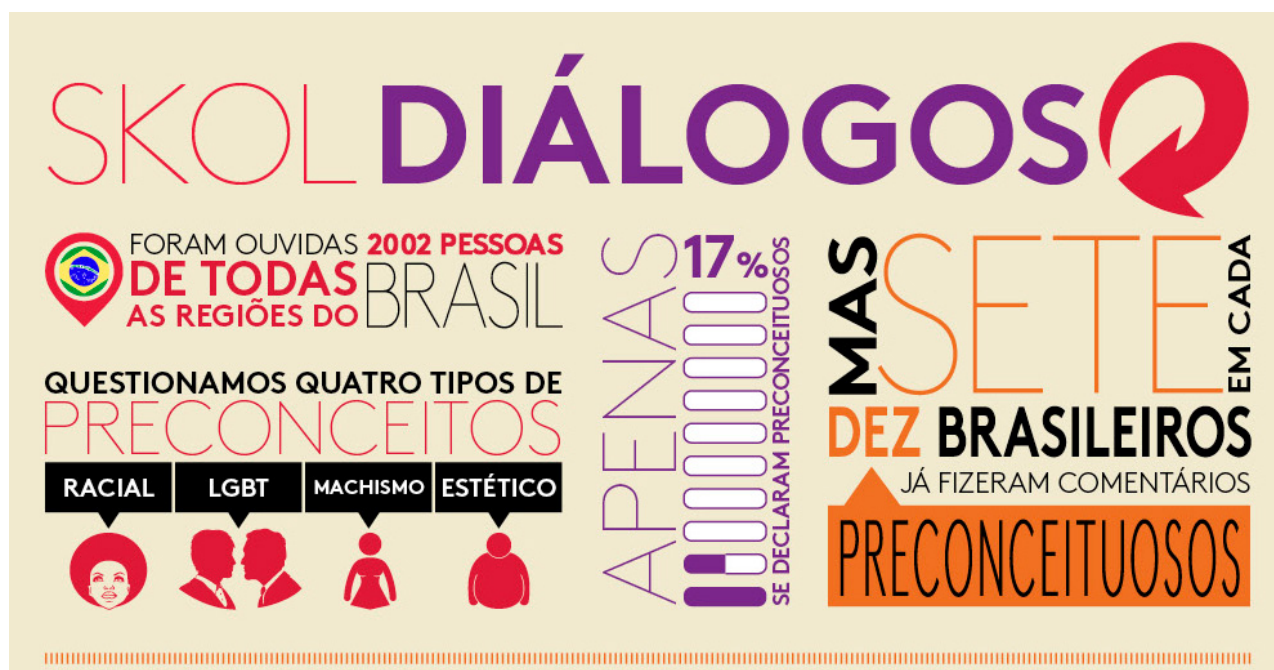 SKOL DIÁLOGOS
FORAM OUVIDAS 2002 PESSOAS
DE TODAS
AS REGIÕES DO BRASIL
QUESTIONAMOS QUATRO TIPOS DE
PRECONCEITOS
RACIAL LGBT MACHISMO ESTÉTICO
APENAS
17%
SE DECLARAM PRECONCEITUOSOS
MAS SETE EM CADA
DEZ BRASILEIROS
JÁ FIZERAM COMENTÁRIOS
PRECONCEITUOSOS